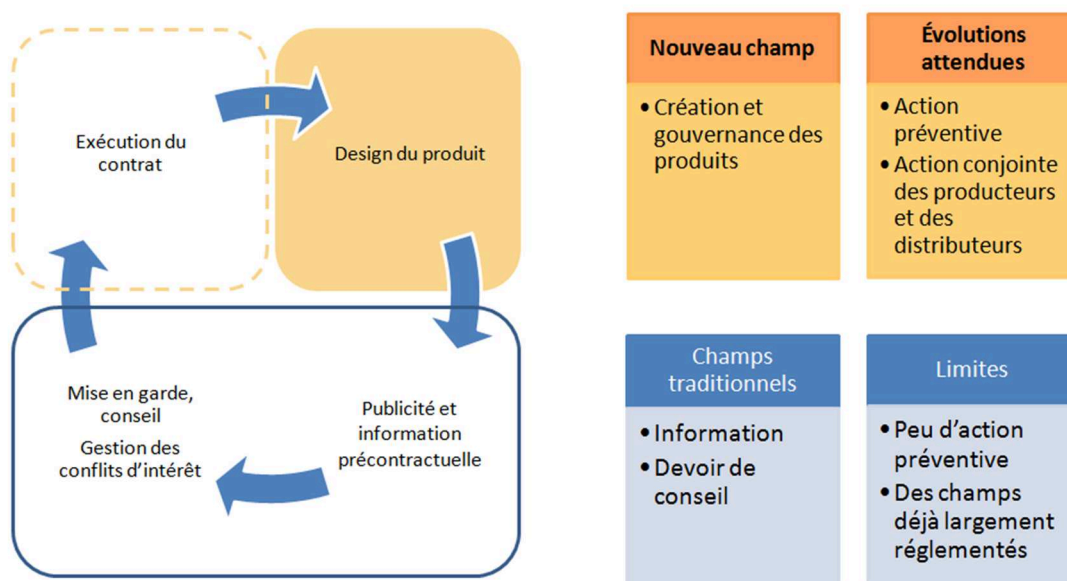 Exécution du
contrat
Design du produit
Mise en garde,
conseil
Gestion des
conflits d'intérêt
Publicité et
information
précontractuelle
Nouveau champ
• Création et
gouvernance des
produits
Évolutions
attendues
• Action
préventive
• Action conjointe
des producteurs
et des
distributeurs
Champs
traditionnels
• Information
• Devoir de
conseil
Limites
• Peu d'action
préventive
• Des champs
déjà largement
réglementés